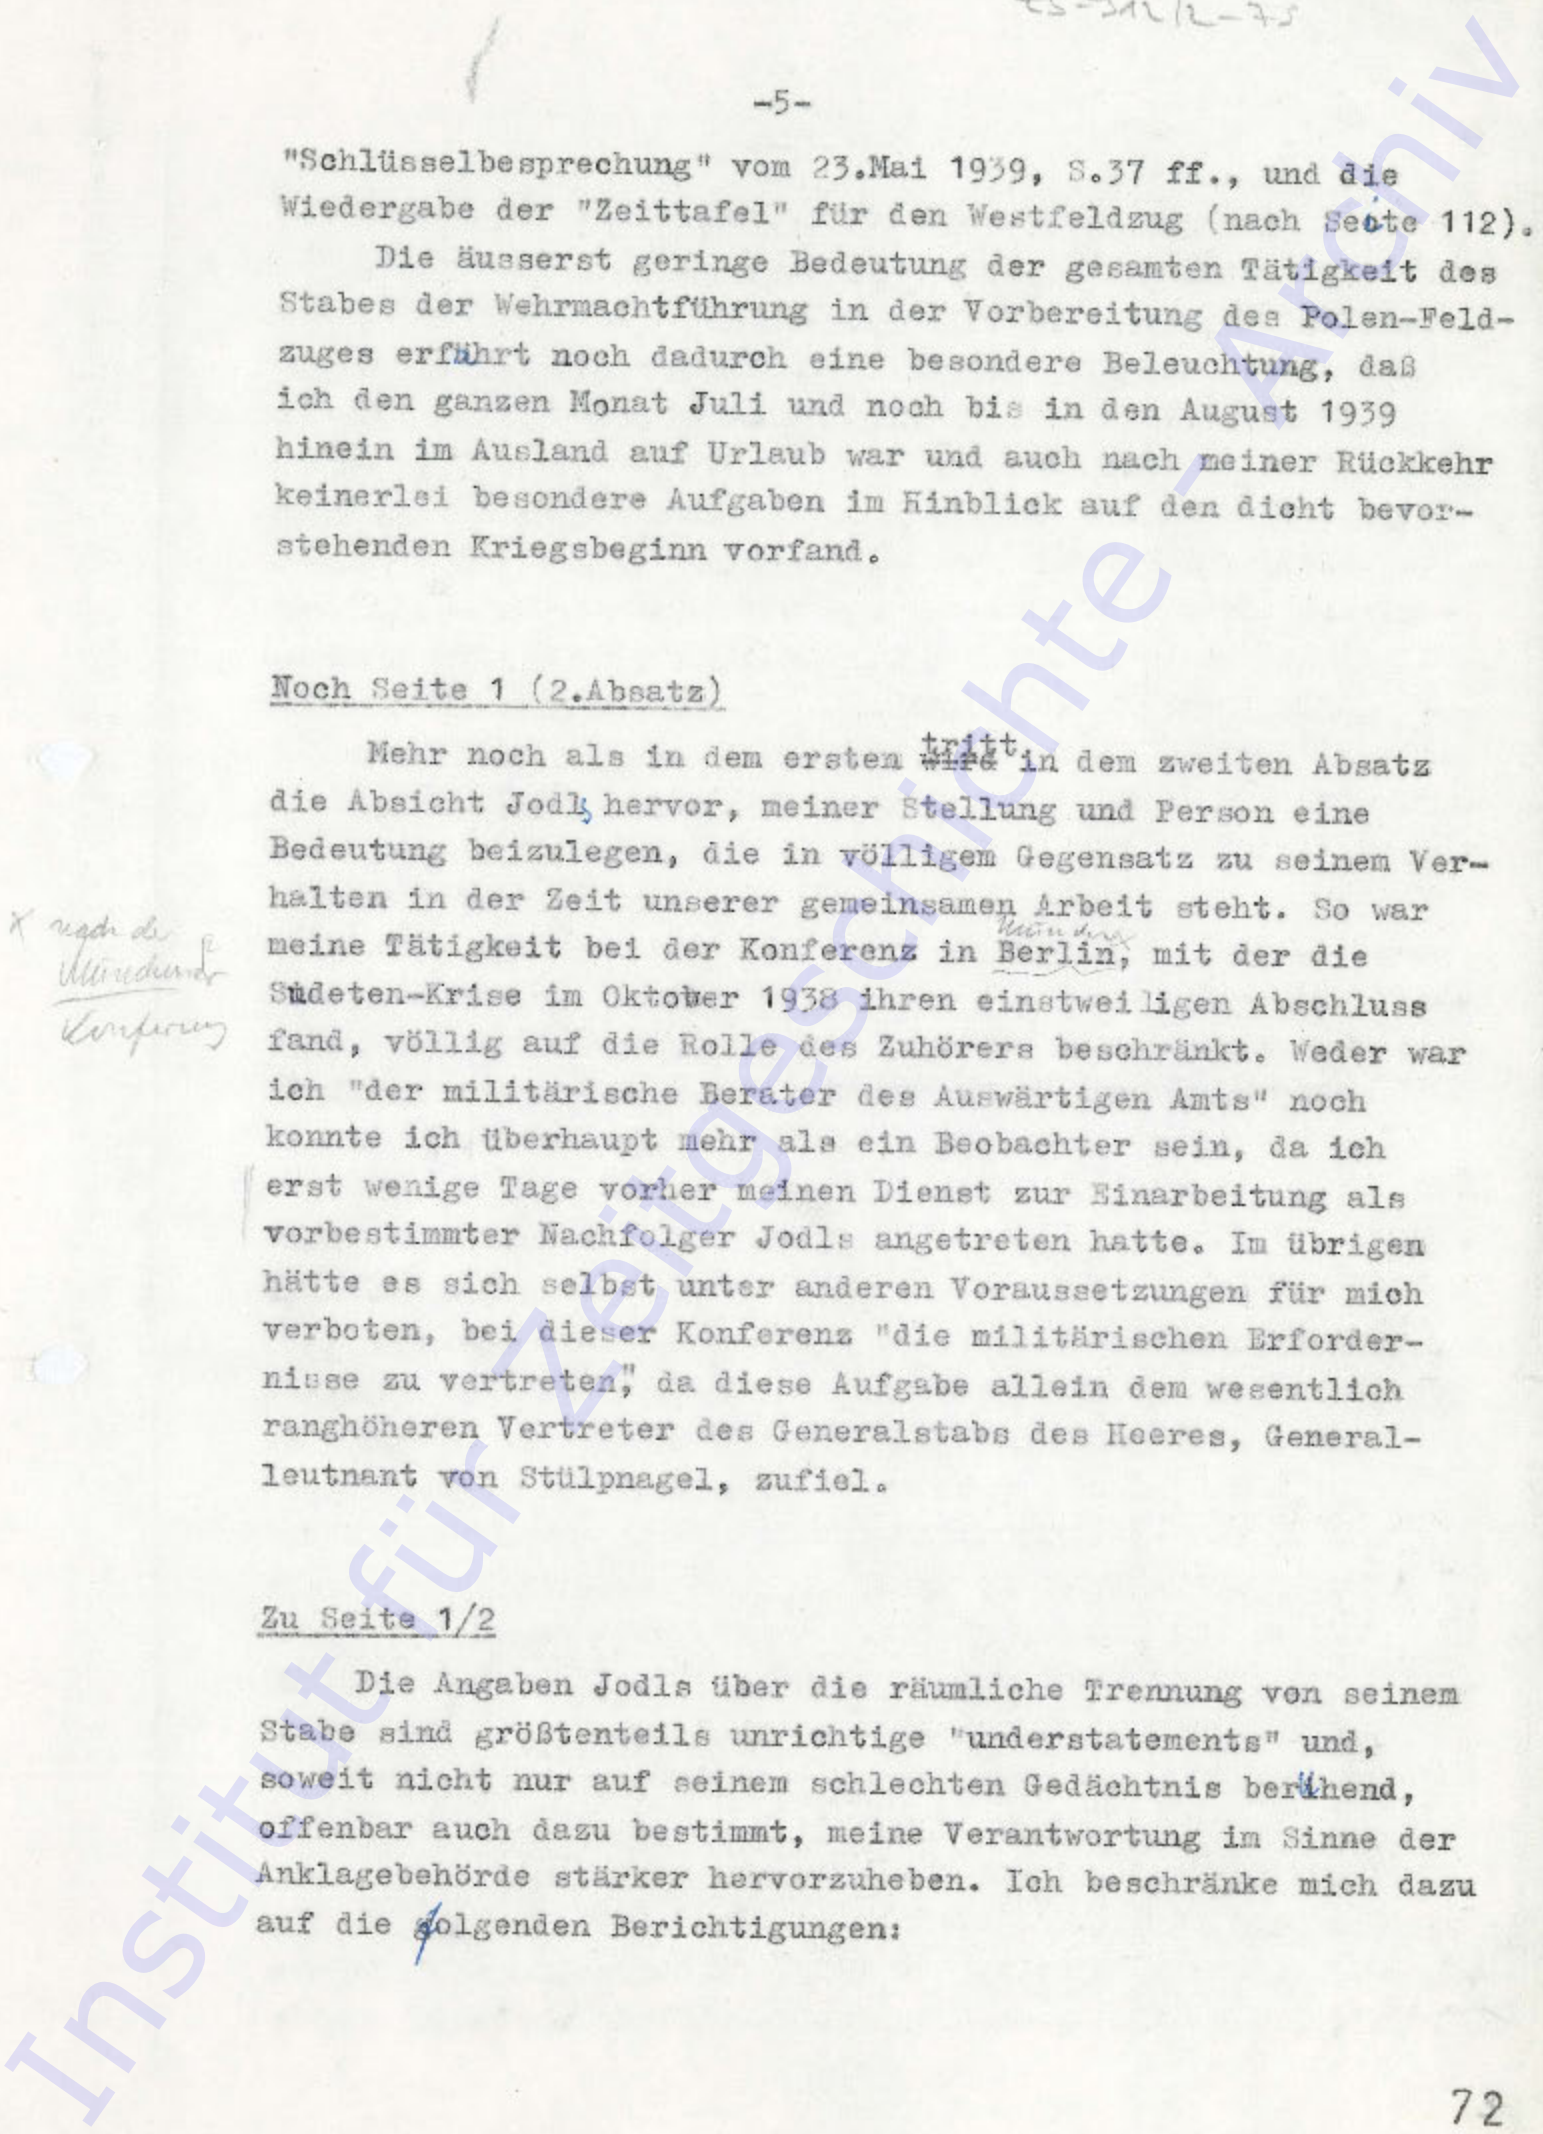 ZS-312/2-75
-5-
"Schlüsselbesprechung" vom 23.Mai 1939, S.37 ff., und die
Wiedergabe der "Zeittafel" für den Westfeldzug (nach Seite 112).
Die äusserst geringe Bedeutung der gesamten Tätigkeit des
Stabes der Wehrmachtführung in der Vorbereitung des Polen-Feld-
zuges erfährt noch dadurch eine besondere Beleuchtung, daß
ich den ganzen Monat Juli und noch bis in den August 1939
hinein im Ausland auf Urlaub war und auch nach meiner Rückkehr
keinerlei besondere Aufgaben im Hinblick auf den dicht bevor-
stehenden Kriegsbeginn vorfand.
Noch Seite 1 (2.Absatz)
tritt
Mehr noch als in dem ersten wird in dem zweiten Absatz
die Absicht Jodls hervor, meiner Stellung und Person eine
Bedeutung beizulegen, die in völligem Gegensatz zu seinem Ver-
halten in der Zeit unserer gemeinsamen Arbeit steht. So war
München
meine Tätigkeit bei der Konferenz in Berlin, mit der die
x nach der
Münchener
Konferenz
Sudeten-Krise im Oktober 1938 ihren einstweiligen Abschluss
fand, völlig auf die Rolle des Zuhörers beschränkt. Weder war
ich "der militärische Berater des Auswärtigen Amts" noch
konnte ich überhaupt mehr als ein Beobachter sein, da ich
erst wenige Tage vorher meinen Dienst zur Einarbeitung als
vorbestimmter Nachfolger Jodls angetreten hatte. Im übrigen
hätte es sich selbst unter anderen Voraussetzungen für mich
verboten, bei dieser Konferenz "die militärischen Erforder-
nisse zu vertreten", da diese Aufgabe allein dem wesentlich
ranghöheren Vertreter des Generalstabs des Heeres, General-
leutnant von Stülpnagel, zufiel.
Zu Seite 1/2
Die Angaben Jodls über die räumliche Trennung von seinem
Stabe sind größtenteils unrichtige "understatements" und,
soweit nicht nur auf seinem schlechten Gedächtnis beruhend,
offenbar auch dazu bestimmt, meine Verantwortung im Sinne der
Anklagebehörde stärker hervorzuheben. Ich beschränke mich dazu
auf die folgenden Berichtigungen:
72
Institut für Zeitgeschichte - Archiv